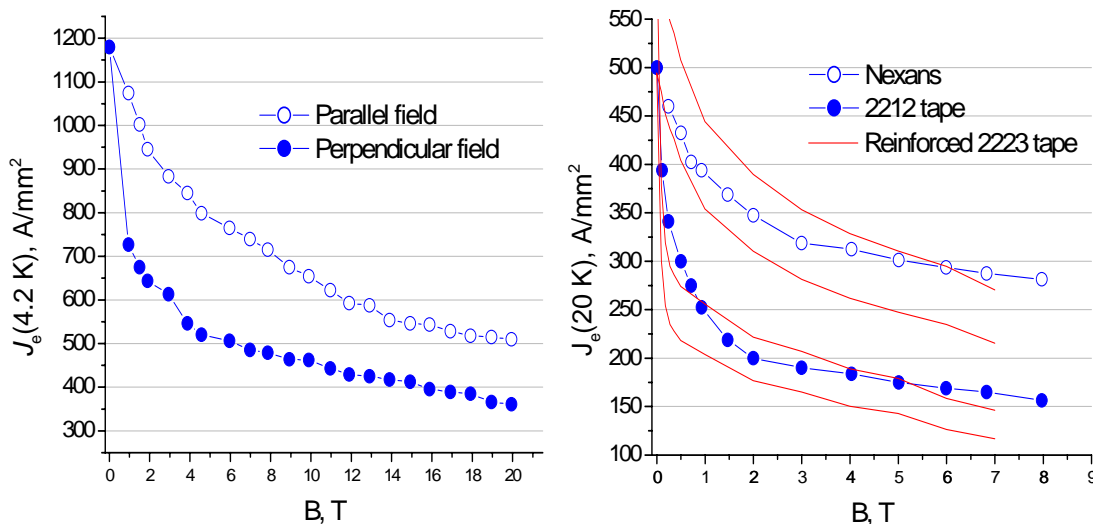 1200
1100
1000
900
800
700
600
500
400
300
Jₑ(4.2 K), A/mm²
Parallel field
Perpendicular field
0 2 4 6 8 10 12 14 16 18 20
B, T
550
500
450
400
350
300
250
200
150
100
Jₑ(20 K), A/mm²
Nexans
2212 tape
Reinforced 2223 tape
0 1 2 3 4 5 6 7 8 9
B, T